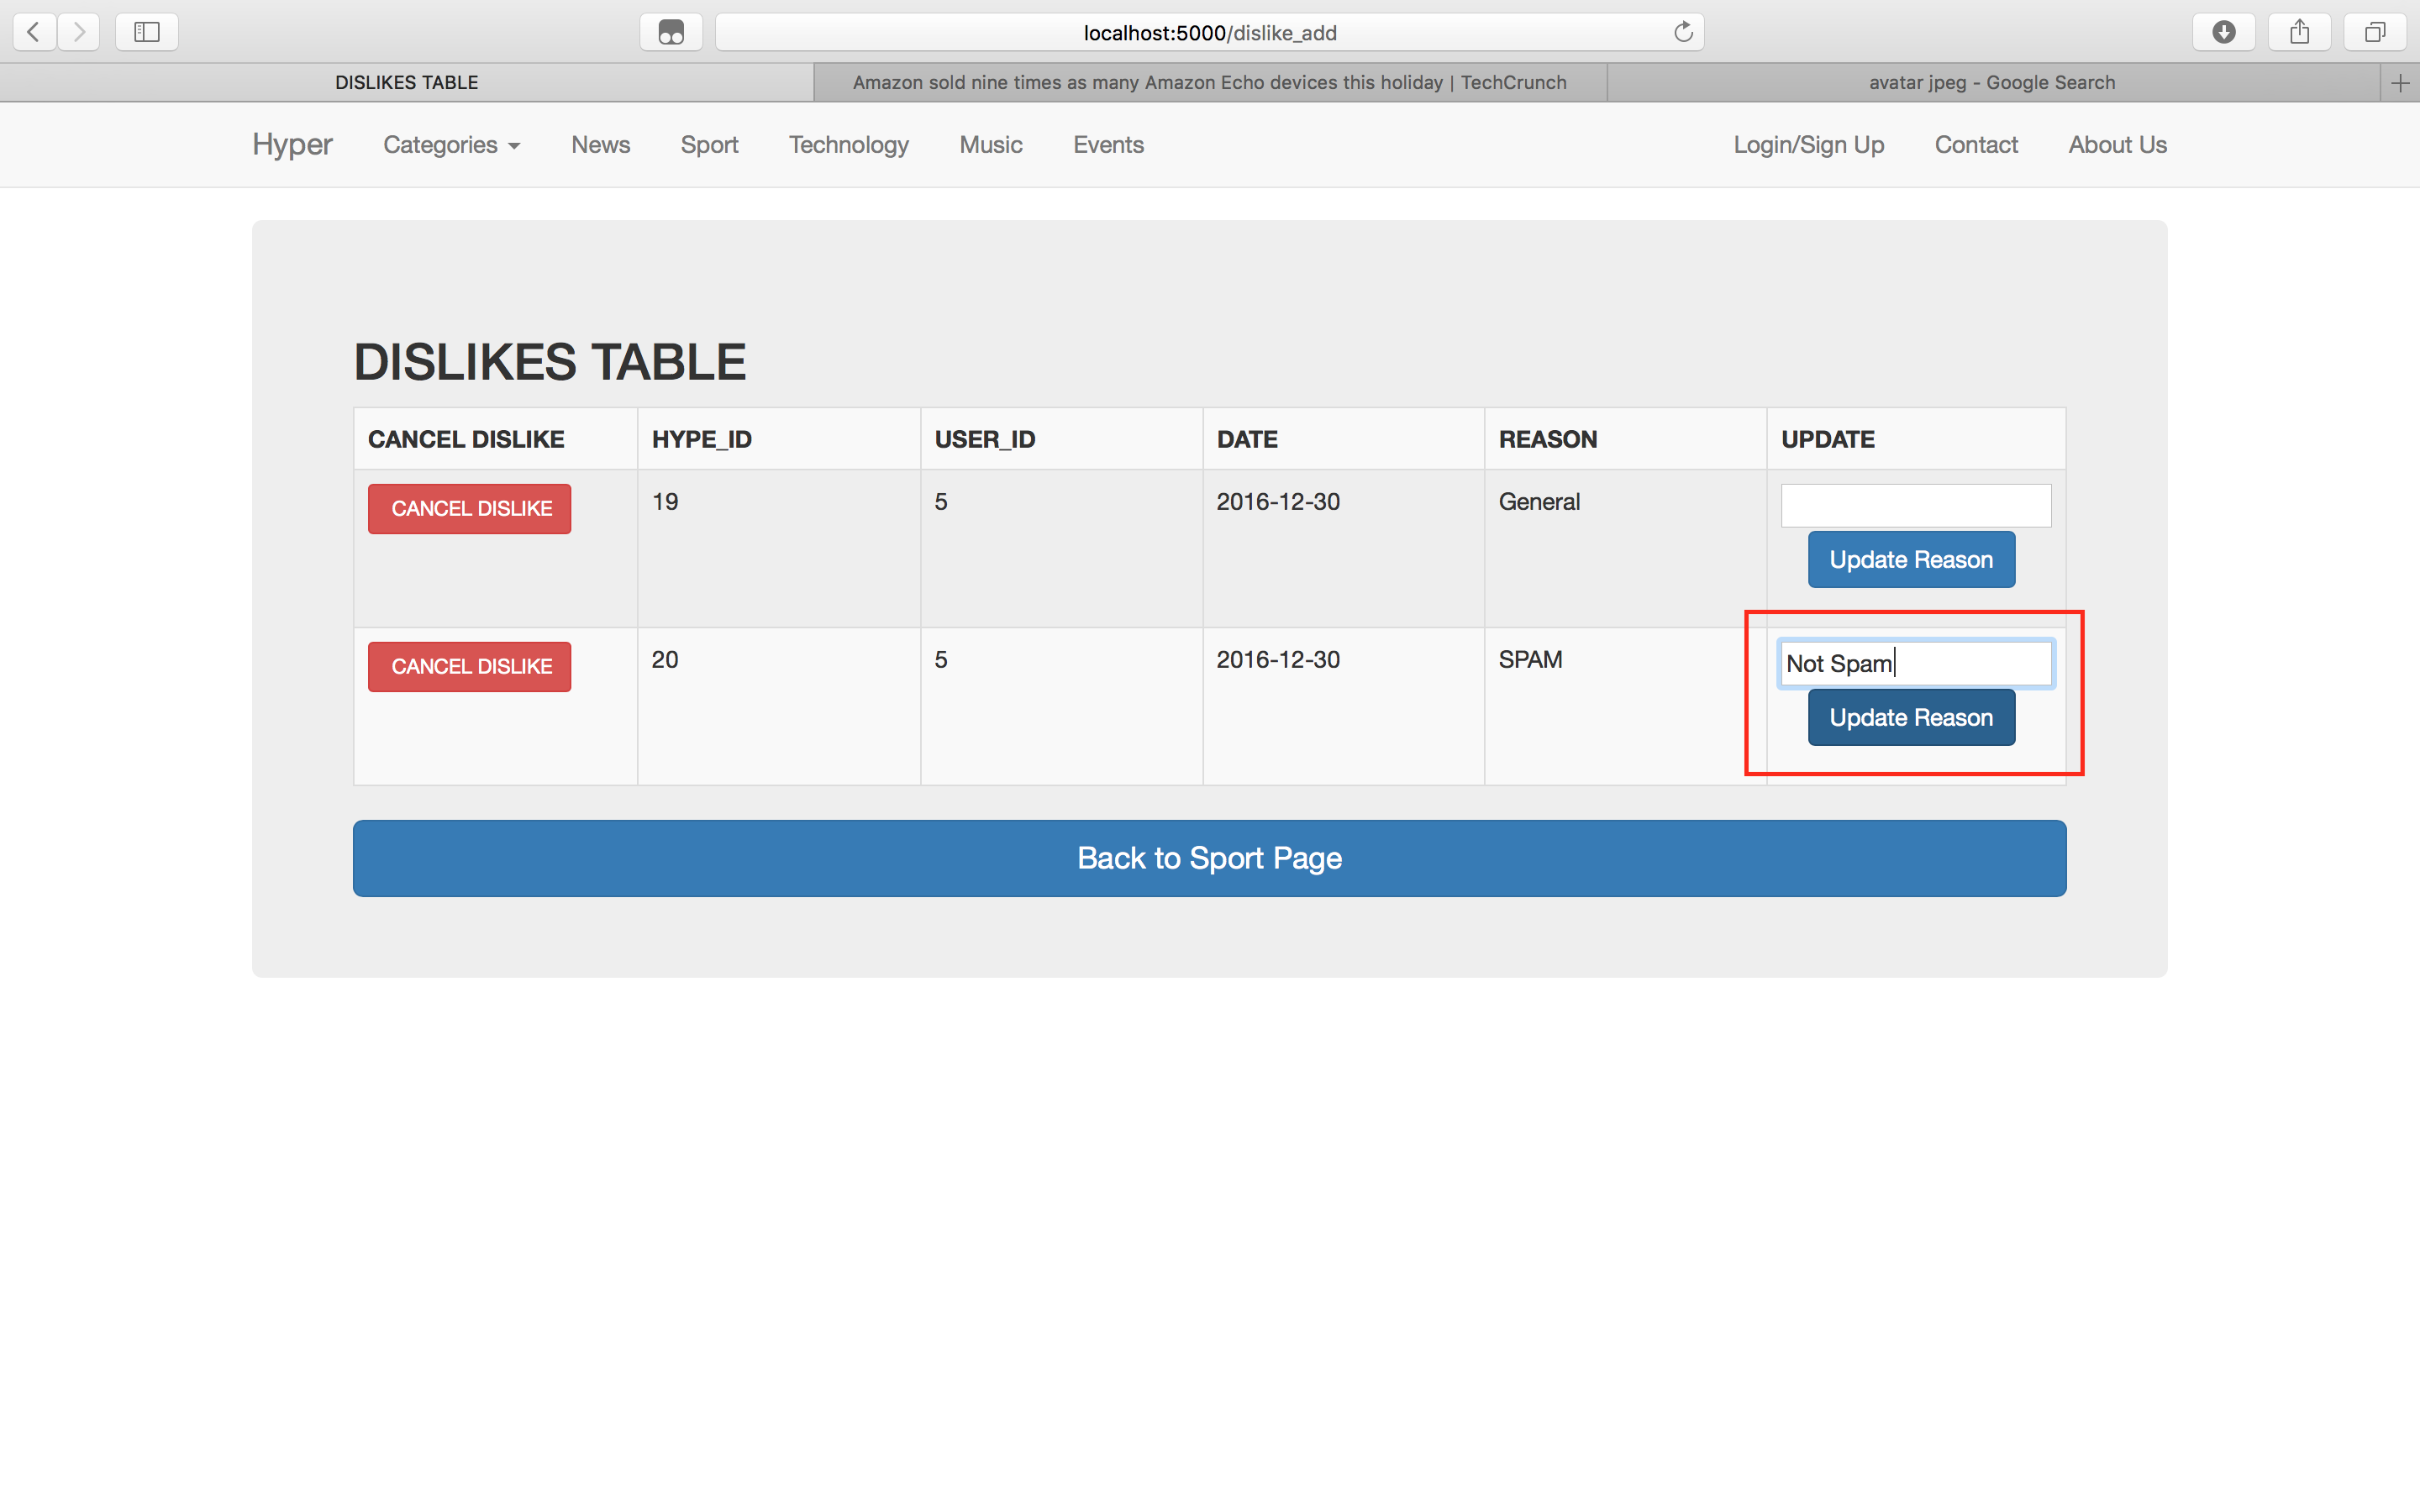 localhost:5000/dislike_add
DISLIKES TABLE
Amazon sold nine times as many Amazon Echo devices this holiday | TechCrunch
avatar jpeg - Google Search
Hyper Categories News Sport Technology Music Events Login/Sign Up Contact About Us
DISLIKES TABLE
CANCEL DISLIKE HYPE_ID USER_ID DATE REASON UPDATE
CANCEL DISLIKE 19 5 2016-12-30 General
Update Reason
CANCEL DISLIKE 20 5 2016-12-30 SPAM Not Spam
Update Reason
Back to Sport Page